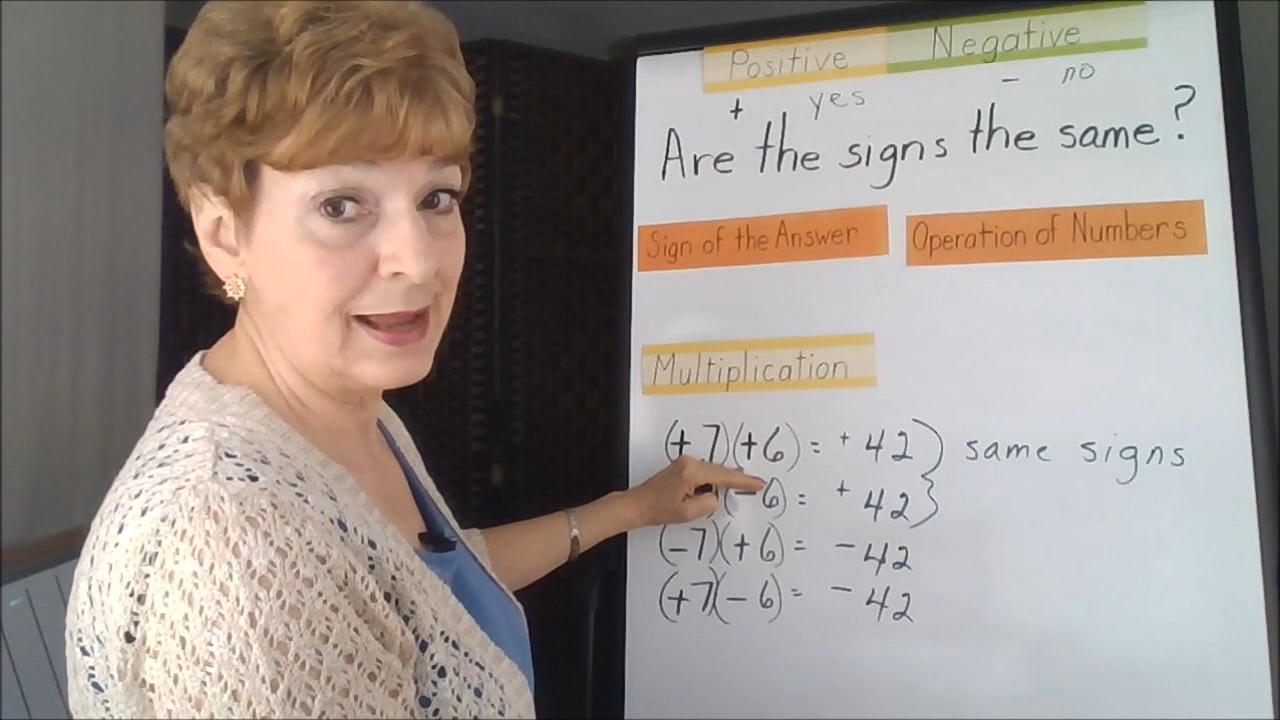 Positive Negative
+ yes - no
Are the signs the same?
Sign of the Answer Operation of Numbers
Multiplication
(+7)(+6) = + 42) same signs
(-6) = + 42}
(-7)(+6) = - 42
(+7)(-6) = - 42